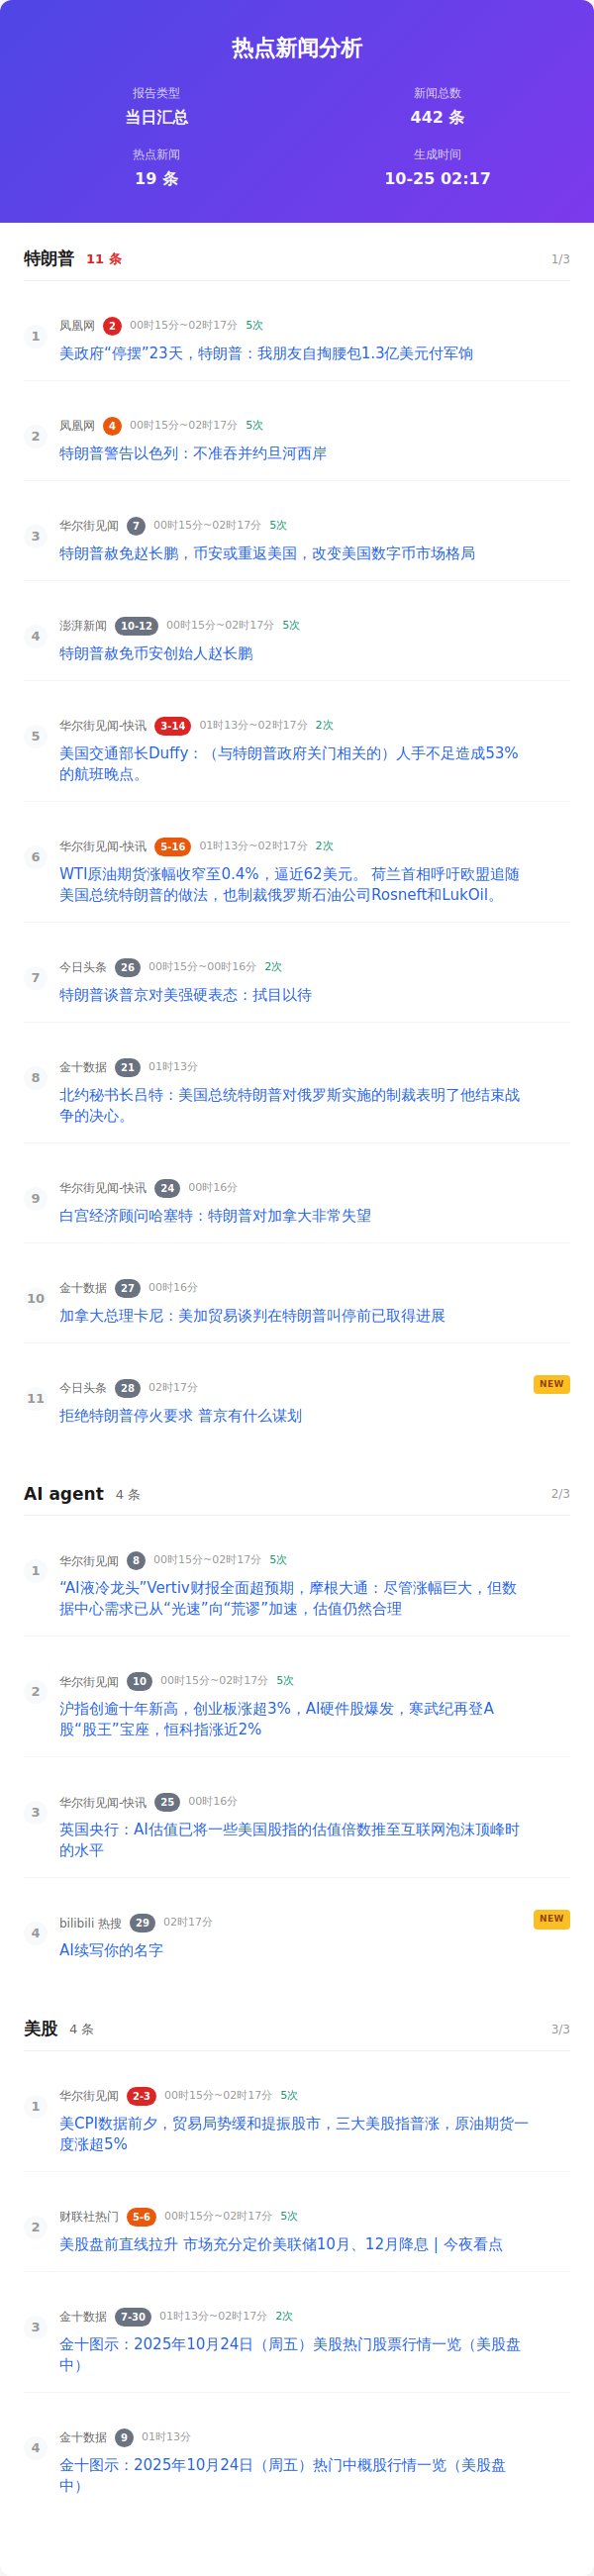 热点新闻分析
报告类型
当日汇总
新闻总数
442 条
热点新闻
19 条
生成时间
10-25 02:17
特朗普 11 条 1/3
1
凤凰网 2 00时15分~02时17分 5次
美政府“停摆”23天，特朗普：我朋友自掏腰包1.3亿美元付军饷
2
凤凰网 4 00时15分~02时17分 5次
特朗普警告以色列：不准吞并约旦河西岸
3
华尔街见闻 7 00时15分~02时17分 5次
特朗普赦免赵长鹏，币安或重返美国，改变美国数字币市场格局
4
澎湃新闻 10-12 00时15分~02时17分 5次
特朗普赦免币安创始人赵长鹏
5
华尔街见闻-快讯 3-14 01时13分~02时17分 2次
美国交通部长Duffy：（与特朗普政府关门相关的）人手不足造成53%
的航班晚点。
6
华尔街见闻-快讯 5-16 01时13分~02时17分 2次
WTI原油期货涨幅收窄至0.4%，逼近62美元。 荷兰首相呼吁欧盟追随
美国总统特朗普的做法，也制裁俄罗斯石油公司Rosneft和LukOil。
7
今日头条 26 00时15分~00时16分 2次
特朗普谈普京对美强硬表态：拭目以待
8
金十数据 21 01时13分
北约秘书长吕特：美国总统特朗普对俄罗斯实施的制裁表明了他结束战
争的决心。
9
华尔街见闻-快讯 24 00时16分
白宫经济顾问哈塞特：特朗普对加拿大非常失望
10
金十数据 27 00时16分
加拿大总理卡尼：美加贸易谈判在特朗普叫停前已取得进展
11
今日头条 28 02时17分 NEW
拒绝特朗普停火要求 普京有什么谋划
AI agent 4 条 2/3
1
华尔街见闻 8 00时15分~02时17分 5次
“AI液冷龙头”Vertiv财报全面超预期，摩根大通：尽管涨幅巨大，但数
据中心需求已从“光速”向“荒谬”加速，估值仍然合理
2
华尔街见闻 10 00时15分~02时17分 5次
沪指创逾十年新高，创业板涨超3%，AI硬件股爆发，寒武纪再登A
股“股王”宝座，恒科指涨近2%
3
华尔街见闻-快讯 25 00时16分
英国央行：AI估值已将一些美国股指的估值倍数推至互联网泡沫顶峰时
的水平
4
bilibili 热搜 29 02时17分 NEW
AI续写你的名字
美股 4 条 3/3
1
华尔街见闻 2-3 00时15分~02时17分 5次
美CPI数据前夕，贸易局势缓和提振股市，三大美股指普涨，原油期货一
度涨超5%
2
财联社热门 5-6 00时15分~02时17分 5次
美股盘前直线拉升 市场充分定价美联储10月、12月降息 | 今夜看点
3
金十数据 7-30 01时13分~02时17分 2次
金十图示：2025年10月24日（周五）美股热门股票行情一览（美股盘
中）
4
金十数据 9 01时13分
金十图示：2025年10月24日（周五）热门中概股行情一览（美股盘
中）